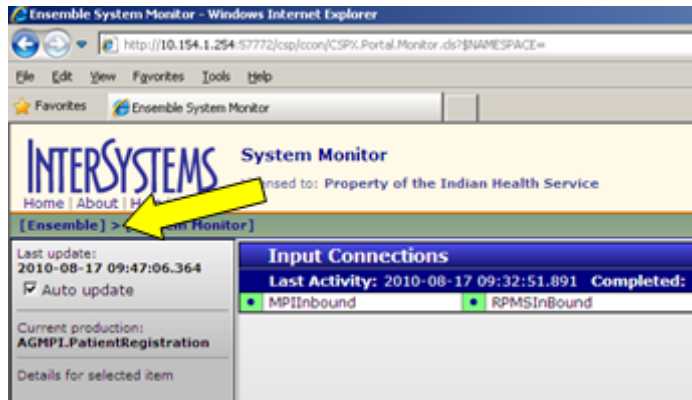 Ensemble System Monitor - Windows Internet Explorer
http://10.154.1.254:57772/csp/ccon/CSPX.Portal.Monitor.cls?$NAMESPACE=
File Edit View Favorites Tools Help
Favorites Ensemble System Monitor
INTERSYSTEMS
System Monitor
to: Property of the Indian Health Service
Home | About |
[Ensemble] > Monitor]
Last update:
2010-08-17 09:47:06.364
Auto update
Current production:
AGMPI.PatientRegistration
Details for selected item
Input Connections
Last Activity: 2010-08-17 09:32:51.891 Completed:
MPIInbound RPMSInBound